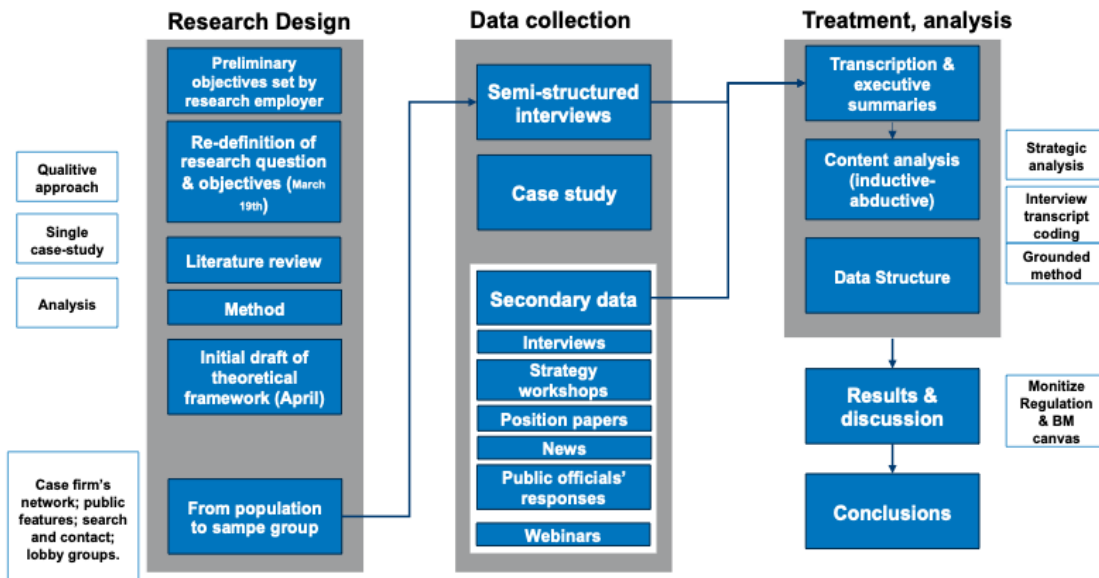 Research Design
Data collection
Treatment, analysis
Preliminary
objectives set by
research employer
Re-definition of
research question
& objectives (March
19th)
Literature review
Method
Initial draft of
theoretical
framework (April)
From population
to sampe group
Qualitive
approach
Single
case-study
Analysis
Case firm's
network; public
features; search
and contact;
lobby groups.
Semi-structured
interviews
Case study
Secondary data
Interviews
Strategy
workshops
Position papers
News
Public officials'
responses
Webinars
Transcription &
executive
summaries
Content analysis
(inductive-
abductive)
Data Structure
Results &
discussion
Conclusions
Strategic
analysis
Interview
transcript
coding
Grounded
method
Monitize
Regulation
& BM
canvas